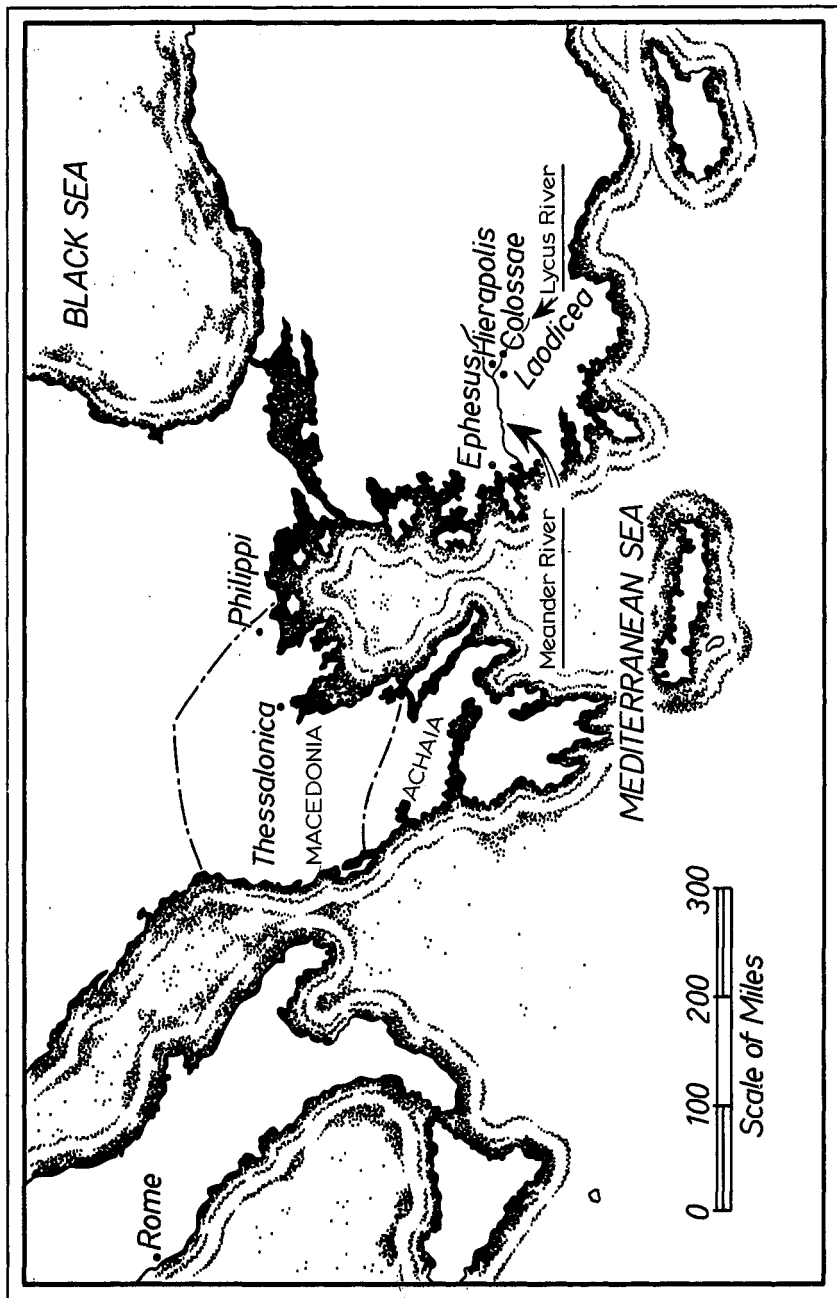 BLACK SEA
Rome
Philippi
Thessalonica
MACEDONIA
ACHAIA
Ephesus
Hierapolis
Colossae
Lycus River
Laodicea
Meander River
MEDITERRANEAN SEA
0 100 200 300
Scale of Miles